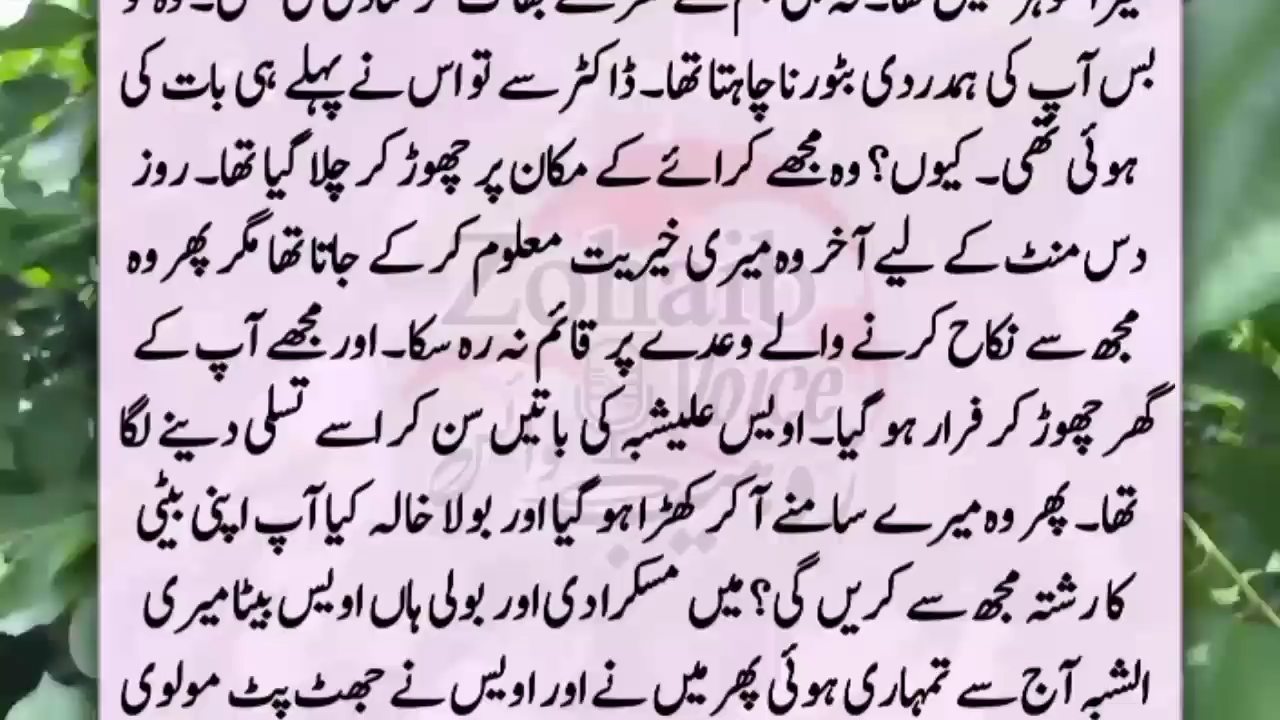 بس آپ کی ہمدردی بٹورنا چاہتا تھا۔ ڈاکٹر سے تو اس نے پہلے ہی بات کی
ہوئی تھی۔ کیوں؟ وہ مجھے کرائے کے مکان پر چھوڑ کر چلا گیا تھا۔ روز
دس منٹ کے لیے آخر وہ میری خیریت معلوم کر کے جاتا تھا مگر پھر وہ
مجھ سے نکاح کرنے والے وعدے پر قائم نہ رہ سکا۔ اور مجھے آپ کے
گھر چھوڑ کر فرار ہو گیا۔ اویس علیشبہ کی باتیں سن کر اسے تسلی دینے لگا
تھا۔ پھر وہ میرے سامنے آ کر کھڑا ہو گیا اور بولا خالہ کیا آپ اپنی بیٹی
کا رشتہ مجھ سے کریں گی؟ میں مسکرا دی اور بولی ہاں اویس بیٹا میری
الشبہ آج سے تمہاری ہوئی پھر میں نے اور اویس نے جھٹ پٹ مولوی
Zohaib
Voice